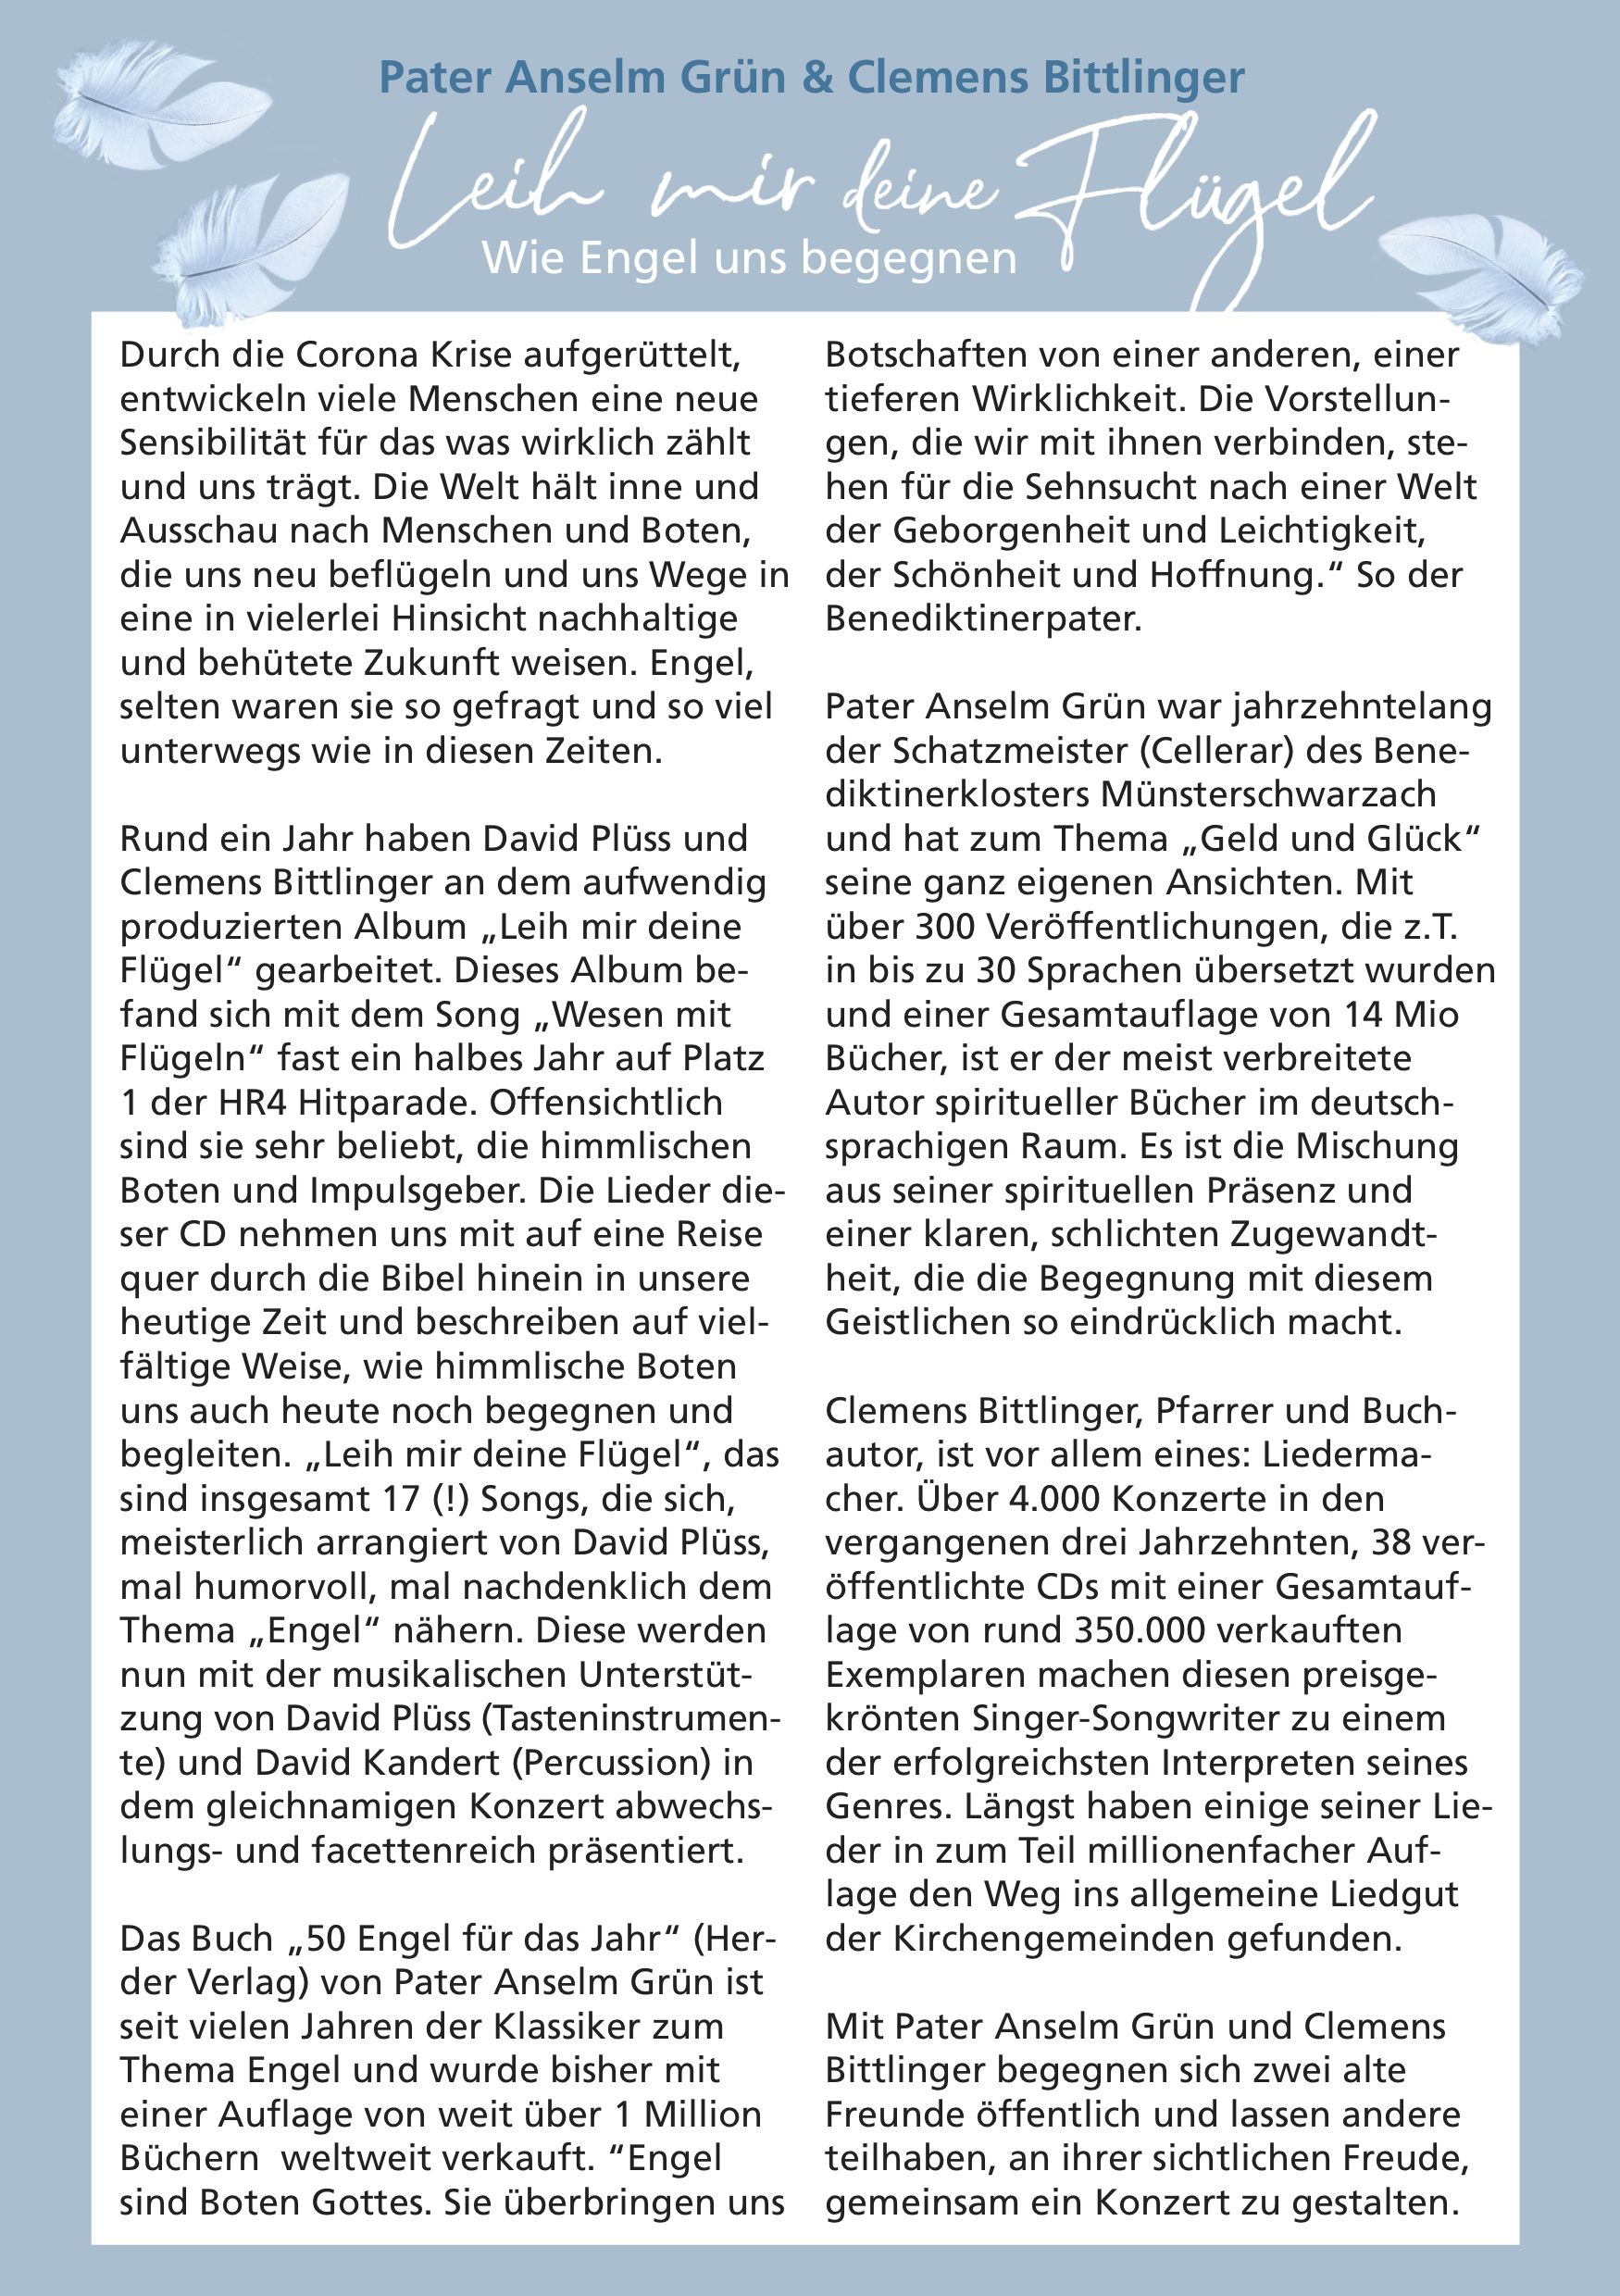 Pater Anselm Grün & Clemens Bittlinger
Leih mir deine Flügel
Wie Engel uns begegnen
Durch die Corona Krise aufgerüttelt,
entwickeln viele Menschen eine neue
Sensibilität für das was wirklich zählt
und uns trägt. Die Welt hält inne und
Ausschau nach Menschen und Boten,
die uns neu beflügeln und uns Wege in
eine in vielerlei Hinsicht nachhaltige
und behütete Zukunft weisen. Engel,
selten waren sie so gefragt und so viel
unterwegs wie in diesen Zeiten.
Rund ein Jahr haben David Plüss und
Clemens Bittlinger an dem aufwendig
produzierten Album „Leih mir deine
Flügel“ gearbeitet. Dieses Album be-
fand sich mit dem Song „Wesen mit
Flügeln“ fast ein halbes Jahr auf Platz
1 der HR4 Hitparade. Offensichtlich
sind sie sehr beliebt, die himmlischen
Boten und Impulsgeber. Die Lieder die-
ser CD nehmen uns mit auf eine Reise
quer durch die Bibel hinein in unsere
heutige Zeit und beschreiben auf viel-
fältige Weise, wie himmlische Boten
uns auch heute noch begegnen und
begleiten. „Leih mir deine Flügel“, das
sind insgesamt 17 (!) Songs, die sich,
meisterlich arrangiert von David Plüss,
mal humorvoll, mal nachdenklich dem
Thema „Engel“ nähern. Diese werden
nun mit der musikalischen Unterstüt-
zung von David Plüss (Tasteninstrumen-
te) und David Kandert (Percussion) in
dem gleichnamigen Konzert abwechs-
lungs- und facettenreich präsentiert.
Das Buch „50 Engel für das Jahr“ (Her-
der Verlag) von Pater Anselm Grün ist
seit vielen Jahren der Klassiker zum
Thema Engel und wurde bisher mit
einer Auflage von weit über 1 Million
Büchern  weltweit verkauft. “Engel
sind Boten Gottes. Sie überbringen uns
Botschaften von einer anderen, einer
tieferen Wirklichkeit. Die Vorstellun-
gen, die wir mit ihnen verbinden, ste-
hen für die Sehnsucht nach einer Welt
der Geborgenheit und Leichtigkeit,
der Schönheit und Hoffnung.“ So der
Benediktinerpater.
Pater Anselm Grün war jahrzehntelang
der Schatzmeister (Cellerar) des Bene-
diktinerklosters Münsterschwarzach
und hat zum Thema „Geld und Glück“
seine ganz eigenen Ansichten. Mit
über 300 Veröffentlichungen, die z.T.
in bis zu 30 Sprachen übersetzt wurden
und einer Gesamtauflage von 14 Mio
Bücher, ist er der meist verbreitete
Autor spiritueller Bücher im deutsch-
sprachigen Raum. Es ist die Mischung
aus seiner spirituellen Präsenz und
einer klaren, schlichten Zugewandt-
heit, die die Begegnung mit diesem
Geistlichen so eindrücklich macht.
Clemens Bittlinger, Pfarrer und Buch-
autor, ist vor allem eines: Liederma-
cher. Über 4.000 Konzerte in den
vergangenen drei Jahrzehnten, 38 ver-
öffentlichte CDs mit einer Gesamtauf-
lage von rund 350.000 verkauften
Exemplaren machen diesen preisge-
krönten Singer-Songwriter zu einem
der erfolgreichsten Interpreten seines
Genres. Längst haben einige seiner Lie-
der in zum Teil millionenfacher Auf-
lage den Weg ins allgemeine Liedgut
der Kirchengemeinden gefunden.
Mit Pater Anselm Grün und Clemens
Bittlinger begegnen sich zwei alte
Freunde öffentlich und lassen andere
teilhaben, an ihrer sichtlichen Freude,
gemeinsam ein Konzert zu gestalten.